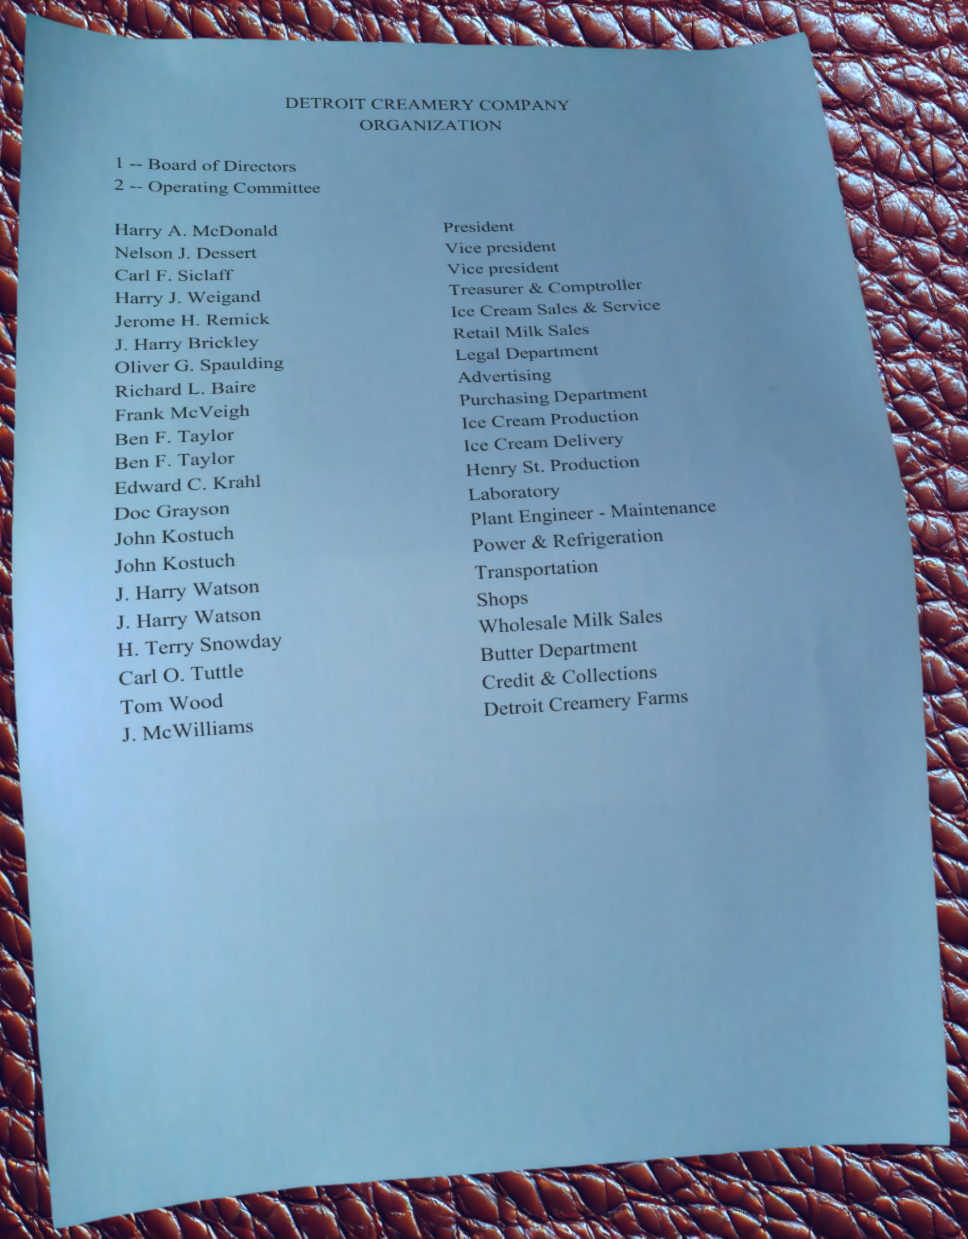 DETROIT CREAMERY COMPANY
ORGANIZATION
1 -- Board of Directors
2 -- Operating Committee
Harry A. McDonald President
Nelson J. Dessert Vice president
Carl F. Siclaff Vice president
Harry J. Weigand Treasurer & Comptroller
Jerome H. Remick Ice Cream Sales & Service
J. Harry Brickley Retail Milk Sales
Oliver G. Spaulding Legal Department
Richard L. Baire Advertising
Frank McVeigh Purchasing Department
Ben F. Taylor Ice Cream Production
Ben F. Taylor Ice Cream Delivery
Edward C. Krahl Henry St. Production
Doc Grayson Laboratory
John Kostuch Plant Engineer - Maintenance
John Kostuch Power & Refrigeration
J. Harry Watson Transportation
J. Harry Watson Shops
H. Terry Snowday Wholesale Milk Sales
Carl O. Tuttle Butter Department
Tom Wood Credit & Collections
J. McWilliams Detroit Creamery Farms